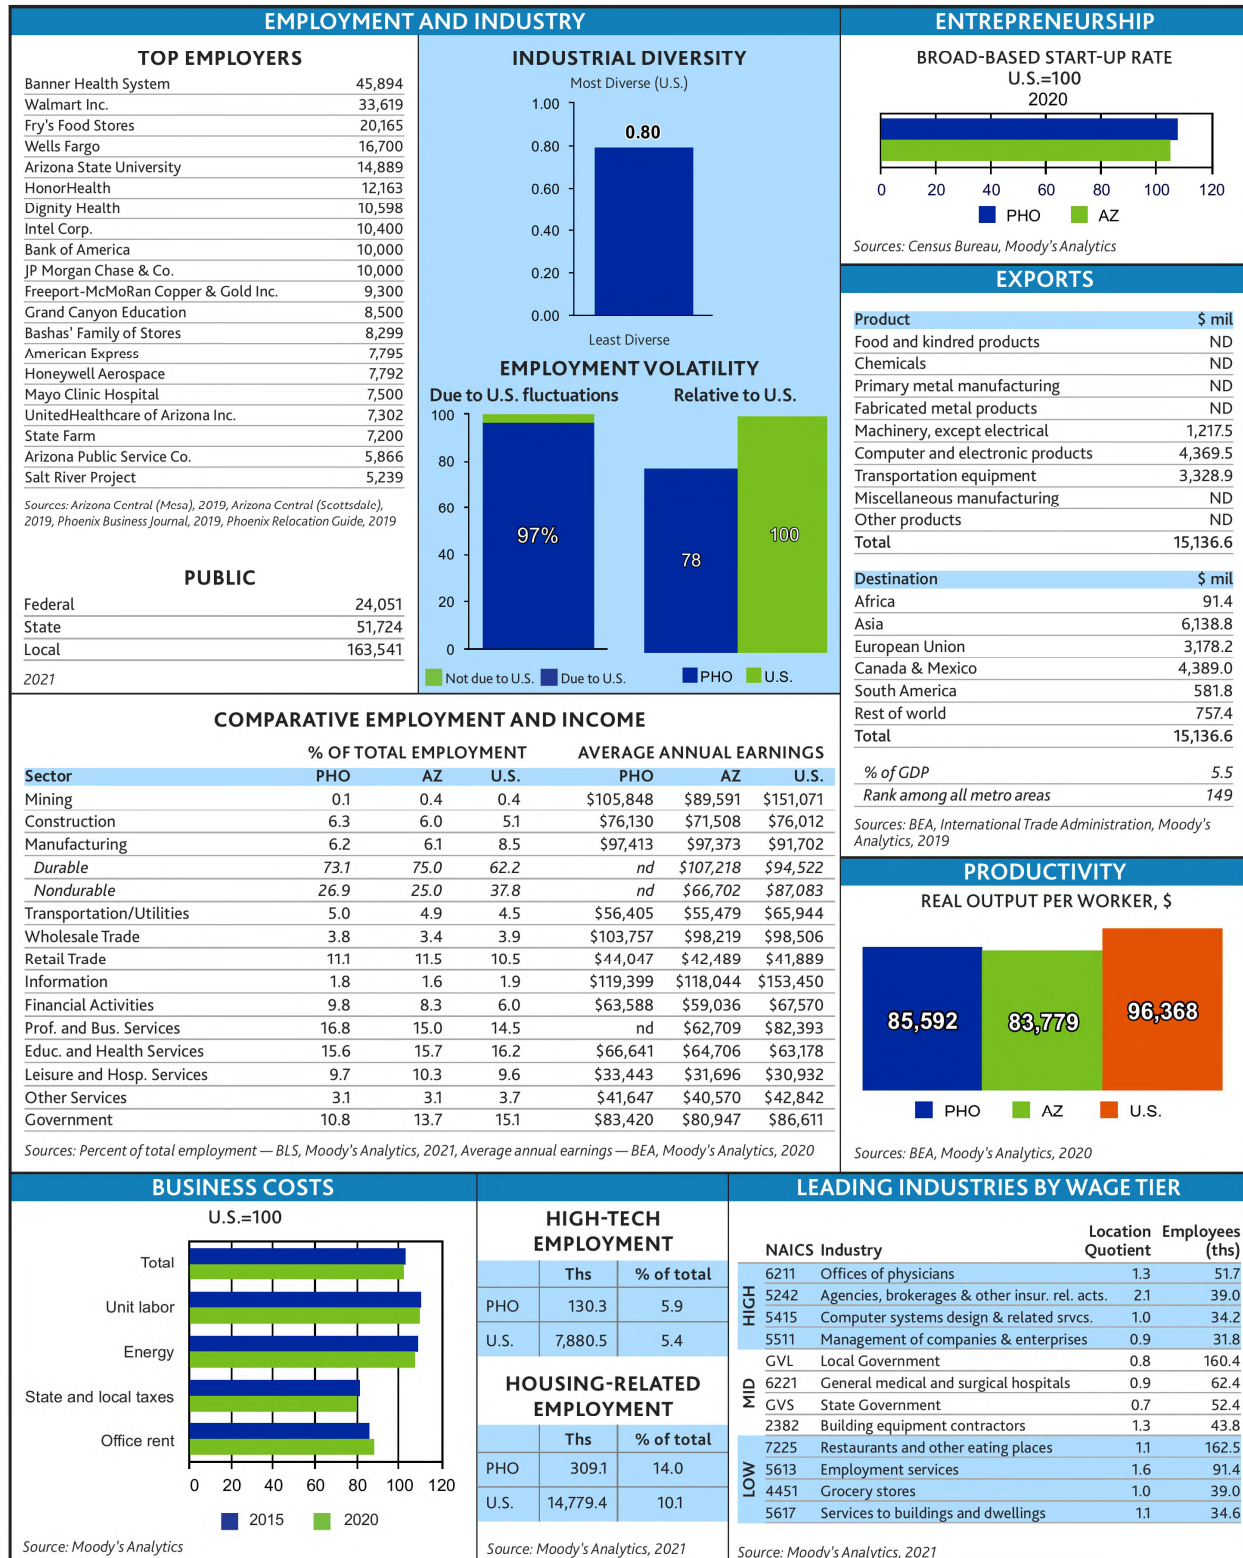 EMPLOYMENT AND INDUSTRY
TOP EMPLOYERS
Banner Health System 45,894
Walmart Inc. 33,619
Fry's Food Stores 20,165
Wells Fargo 16,700
Arizona State University 14,889
HonorHealth 12,163
Dignity Health 10,598
Intel Corp. 10,400
Bank of America 10,000
JP Morgan Chase & Co. 10,000
Freeport-McMoRan Copper & Gold Inc. 9,300
Grand Canyon Education 8,500
Bashas' Family of Stores 8,299
American Express 7,795
Honeywell Aerospace 7,792
Mayo Clinic Hospital 7,500
UnitedHealthcare of Arizona Inc. 7,302
State Farm 7,200
Arizona Public Service Co. 5,866
Salt River Project 5,239
Sources: Arizona Central (Mesa), 2019, Arizona Central (Scottsdale),
2019, Phoenix Business Journal, 2019, Phoenix Relocation Guide, 2019
PUBLIC
Federal 24,051
State 51,724
Local 163,541
2021
INDUSTRIAL DIVERSITY
Most Diverse (U.S.)
1.00
0.80
0.80
0.60
0.40
0.20
0.00
Least Diverse
EMPLOYMENT VOLATILITY
Due to U.S. fluctuations Relative to U.S.
100
80
60
40
20
0
97%
78
100
Not due to U.S. Due to U.S. PHO U.S.
ENTREPRENEURSHIP
BROAD-BASED START-UP RATE
U.S.=100
2020
0 20 40 60 80 100 120
PHO AZ
Sources: Census Bureau, Moody's Analytics
EXPORTS
Product $ mil
Food and kindred products ND
Chemicals ND
Primary metal manufacturing ND
Fabricated metal products ND
Machinery, except electrical 1,217.5
Computer and electronic products 4,369.5
Transportation equipment 3,328.9
Miscellaneous manufacturing ND
Other products ND
Total 15,136.6
Destination $ mil
Africa 91.4
Asia 6,138.8
European Union 3,178.2
Canada & Mexico 4,389.0
South America 581.8
Rest of world 757.4
Total 15,136.6
% of GDP 5.5
Rank among all metro areas 149
Sources: BEA, International Trade Administration, Moody's
Analytics, 2019
COMPARATIVE EMPLOYMENT AND INCOME
% OF TOTAL EMPLOYMENT AVERAGE ANNUAL EARNINGS
Sector PHO AZ U.S. PHO AZ U.S.
Mining 0.1 0.4 0.4 $105,848 $89,591 $151,071
Construction 6.3 6.0 5.1 $76,130 $71,508 $76,012
Manufacturing 6.2 6.1 8.5 $97,413 $97,373 $91,702
Durable 73.1 75.0 62.2 nd $107,218 $94,522
Nondurable 26.9 25.0 37.8 nd $66,702 $87,083
Transportation/Utilities 5.0 4.9 4.5 $56,405 $55,479 $65,944
Wholesale Trade 3.8 3.4 3.9 $103,757 $98,219 $98,506
Retail Trade 11.1 11.5 10.5 $44,047 $42,489 $41,889
Information 1.8 1.6 1.9 $119,399 $118,044 $153,450
Financial Activities 9.8 8.3 6.0 $63,588 $59,036 $67,570
Prof. and Bus. Services 16.8 15.0 14.5 nd $62,709 $82,393
Educ. and Health Services 15.6 15.7 16.2 $66,641 $64,706 $63,178
Leisure and Hosp. Services 9.7 10.3 9.6 $33,443 $31,696 $30,932
Other Services 3.1 3.1 3.7 $41,647 $40,570 $42,842
Government 10.8 13.7 15.1 $83,420 $80,947 $86,611
Sources: Percent of total employment — BLS, Moody's Analytics, 2021, Average annual earnings — BEA, Moody's Analytics, 2020
PRODUCTIVITY
REAL OUTPUT PER WORKER, $
85,592 83,779 96,368
PHO AZ U.S.
Sources: BEA, Moody's Analytics, 2020
BUSINESS COSTS
U.S.=100
Total
Unit labor
Energy
State and local taxes
Office rent
0 20 40 60 80 100 120
2015 2020
Source: Moody's Analytics
HIGH-TECH
EMPLOYMENT
Ths % of total
PHO 130.3 5.9
U.S. 7,880.5 5.4
HOUSING-RELATED
EMPLOYMENT
Ths % of total
PHO 309.1 14.0
U.S. 14,779.4 10.1
Source: Moody's Analytics, 2021
LEADING INDUSTRIES BY WAGE TIER
Location Employees
NAICS Industry Quotient (ths)
HIGH
6211 Offices of physicians 1.3 51.7
5242 Agencies, brokerages & other insur. rel. acts. 2.1 39.0
5415 Computer systems design & related srvcs. 1.0 34.2
5511 Management of companies & enterprises 0.9 31.8
MID
GVL Local Government 0.8 160.4
6221 General medical and surgical hospitals 0.9 62.4
GVS State Government 0.7 52.4
2382 Building equipment contractors 1.3 43.8
LOW
7225 Restaurants and other eating places 1.1 162.5
5613 Employment services 1.6 91.4
4451 Grocery stores 1.0 39.0
5617 Services to buildings and dwellings 1.1 34.6
Source: Moody's Analytics, 2021